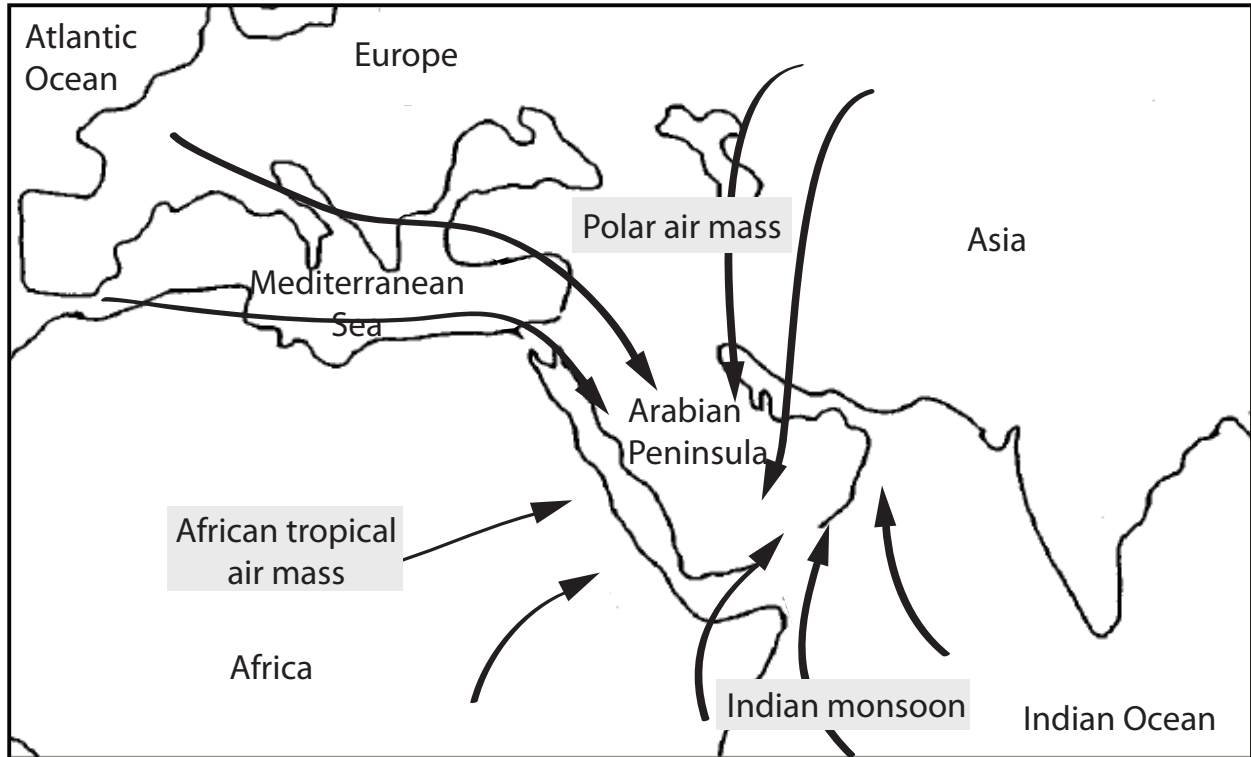 Atlantic
Ocean
Europe
Polar air mass
Asia
Mediterranean
Sea
Arabian
Peninsula
African tropical
air mass
Africa
Indian monsoon
Indian Ocean